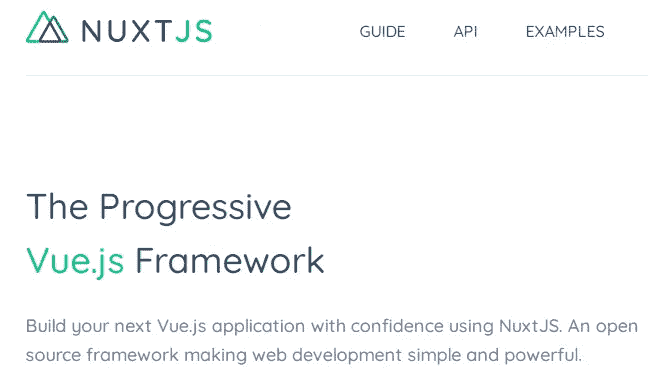 NUXTJS
GUIDE API EXAMPLES
The Progressive
Vue.js Framework
Build your next Vue.js application with confidence using NuxtJS. An open
source framework making web development simple and powerful.